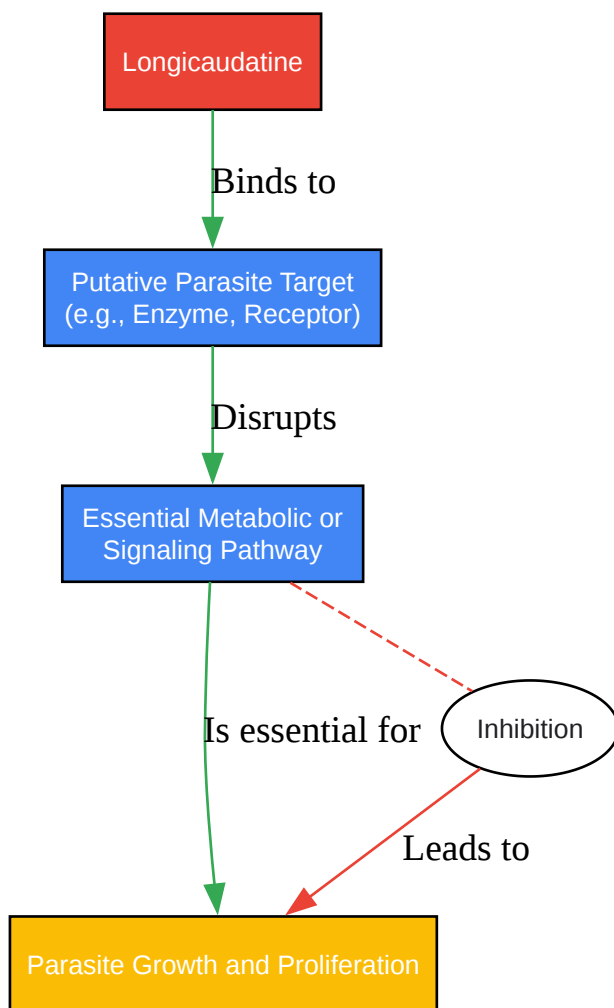 Longicaudatine
Binds to
Putative Parasite Target
(e.g., Enzyme, Receptor)
Disrupts
Essential Metabolic or
Signaling Pathway
Is essential for
Inhibition
Leads to
Parasite Growth and Proliferation